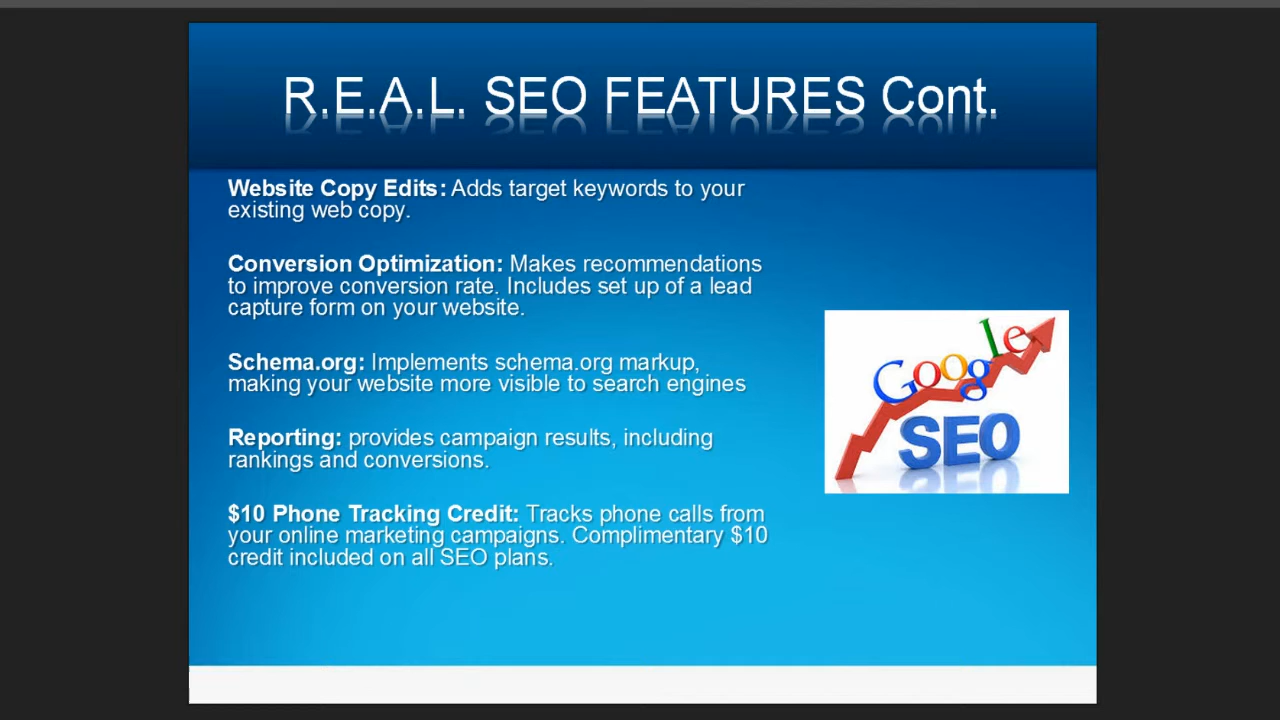 R.E.A.L. SEO FEATURES Cont.
Website Copy Edits: Adds target keywords to your
existing web copy.
Conversion Optimization: Makes recommendations
to improve conversion rate. Includes set up of a lead
capture form on your website.
Schema.org: Implements schema.org markup,
making your website more visible to search engines
Reporting: provides campaign results, including
rankings and conversions.
$10 Phone Tracking Credit: Tracks phone calls from
your online marketing campaigns. Complimentary $10
credit included on all SEO plans.
Google
SEO